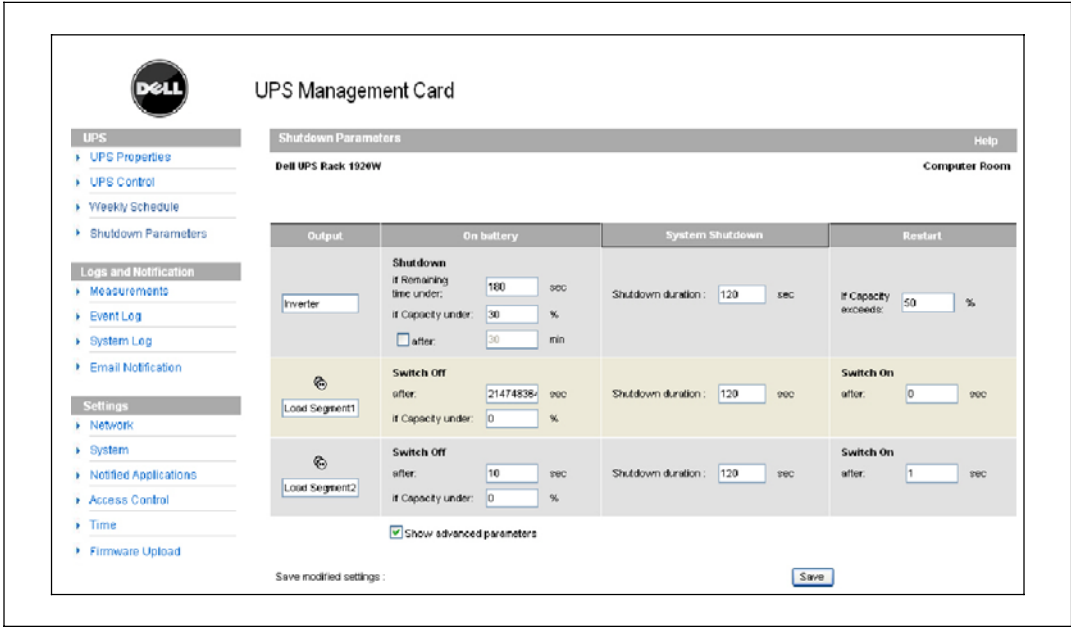 DELL
UPS Management Card
UPS
UPS Properties
UPS Control
Weekly Schedule
Shutdown Parameters
Logs and Notification
Measurements
Event Log
System Log
Email Notification
Settings
Network
System
Notified Applications
Access Control
Time
Firmware Upload
Shutdown Parameters Help
Dell UPS Rack 1920W Computer Room
Output On battery System Shutdown Restart
Inverter
Shutdown
if Remaining
time under: 180 sec
if Capacity under: 30 %
after: 30 min
Shutdown duration : 120 sec
If Capacity
exceeds: 50 %
Load Segment1
Switch Off
after: 21474836 sec
if Capacity under: 0 %
Shutdown duration : 120 sec
Switch On
after: 0 sec
Load Segment2
Switch Off
after: 10 sec
if Capacity under: 0 %
Shutdown duration : 120 sec
Switch On
after: 1 sec
Show advanced parameters
Save modified settings :
Save